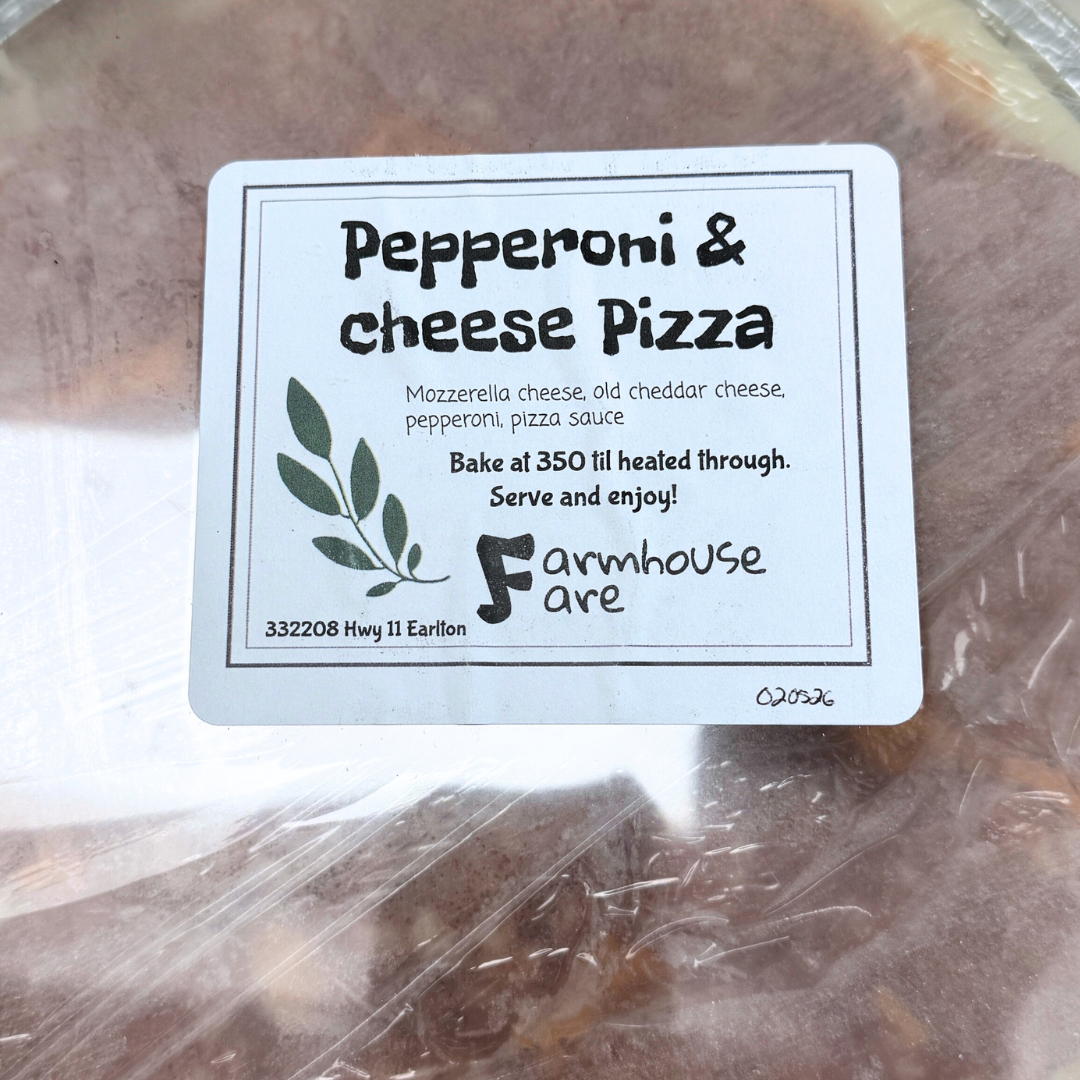 Pepperoni &
cheese Pizza
Mozzerella cheese, old cheddar cheese,
pepperoni, pizza sauce
Bake at 350 til heated through.
Serve and enjoy!
Farmhouse
Fare
332208 Hwy 11 Earlton
020526